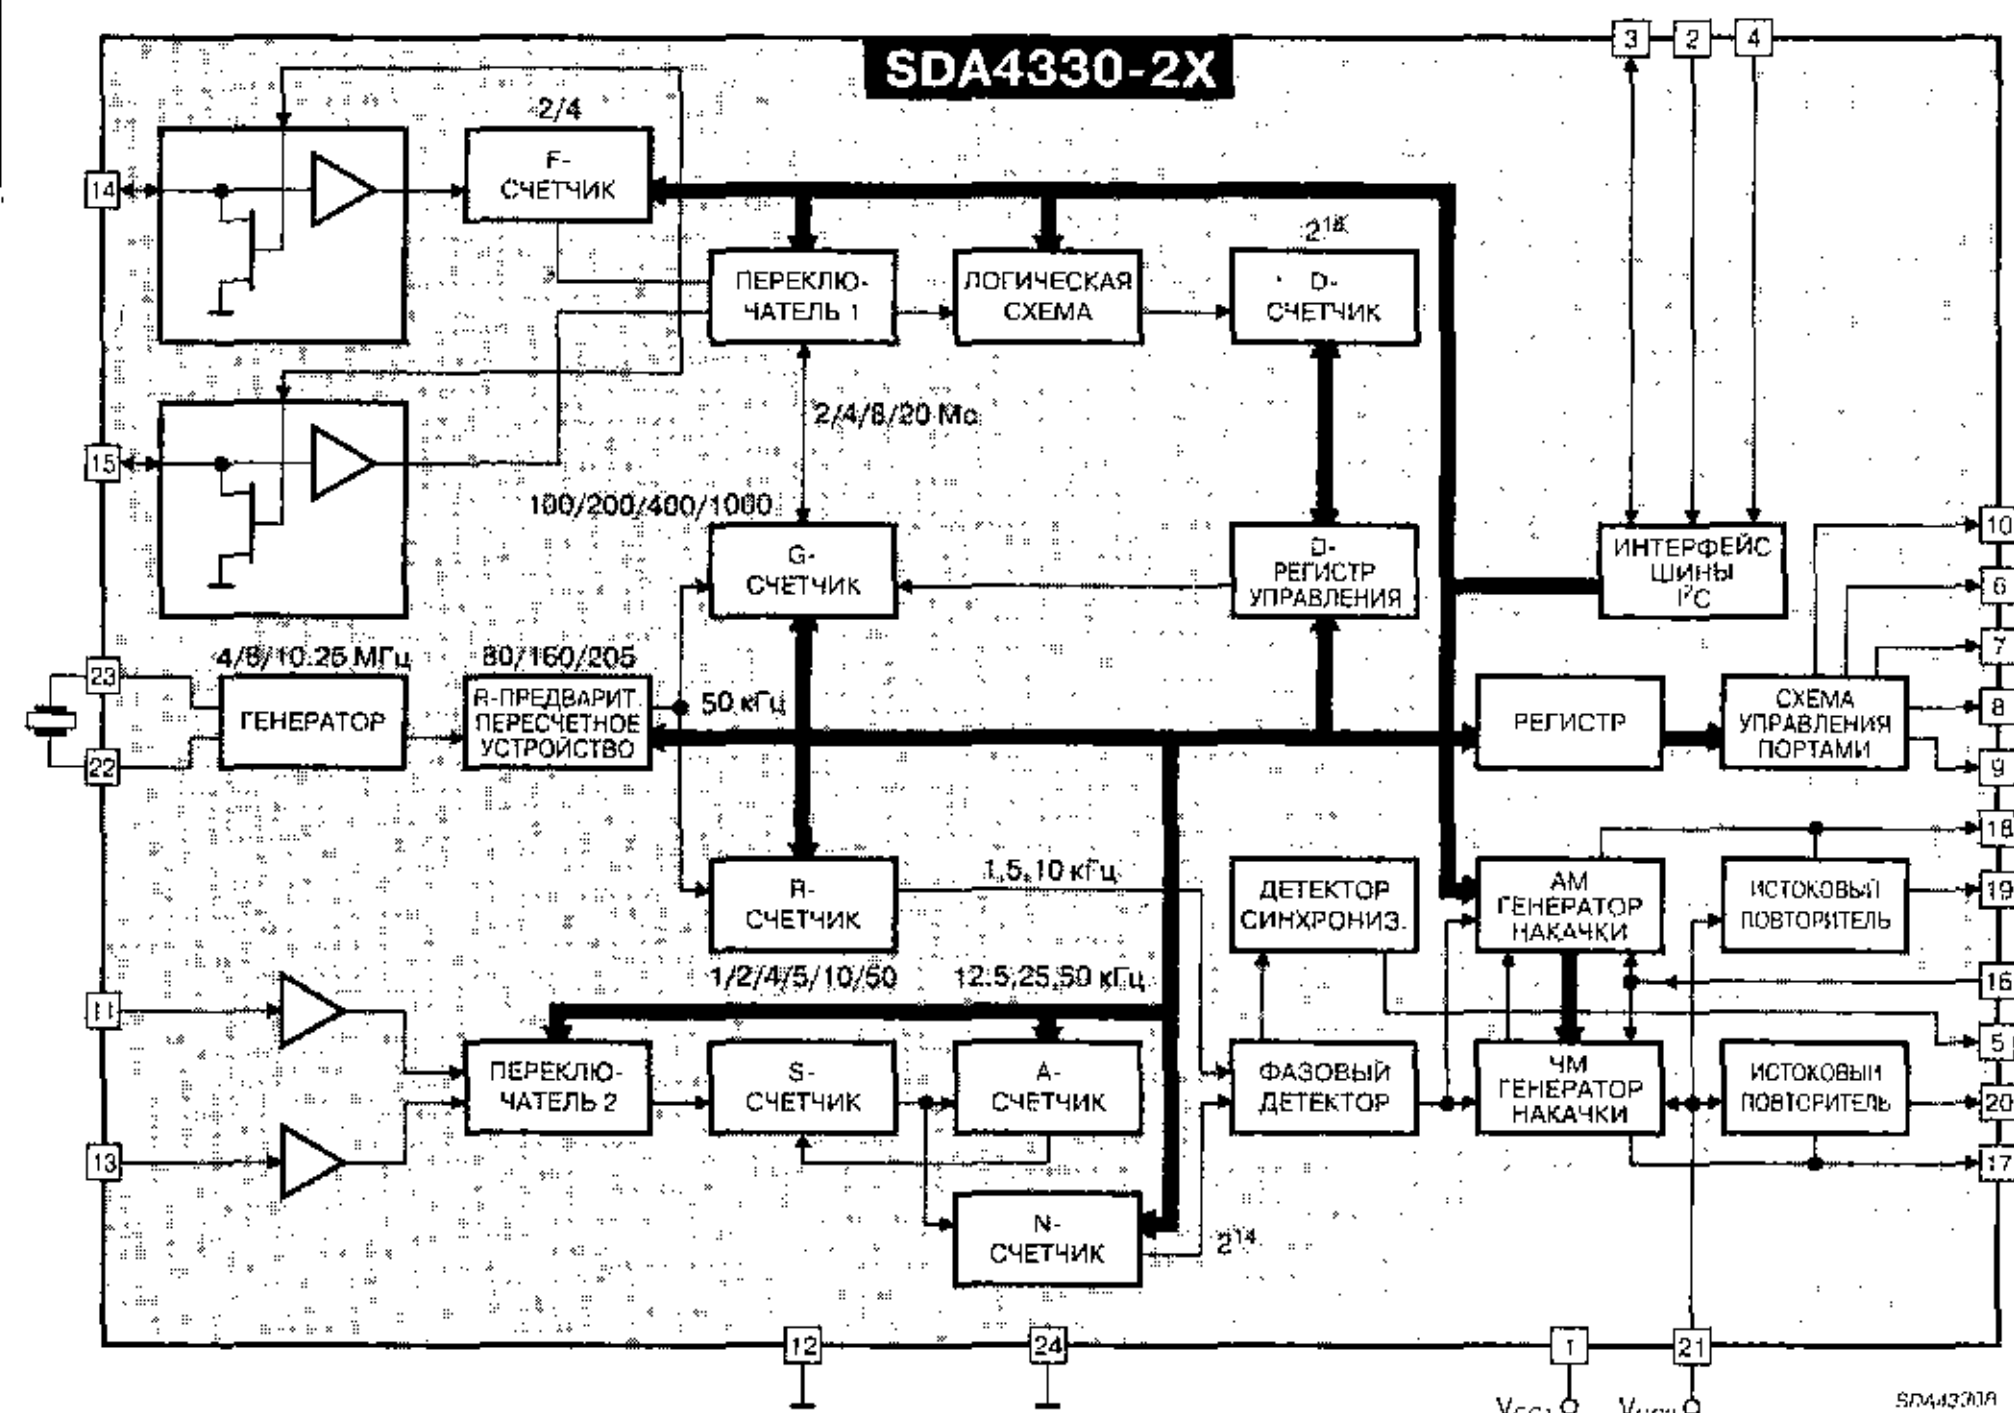 SDA4330-2X
3 2 4
2/4
F-
СЧЕТЧИК
14
ПЕРЕКЛЮ-
ЧАТЕЛЬ 1
ЛОГИЧЕСКАЯ
СХЕМА
D-
СЧЕТЧИК
2/4/8/20 Мс
15
100/200/400/1000
G-
СЧЕТЧИК
D-
РЕГИСТР
УПРАВЛЕНИЯ
ИНТЕРФЕЙС
ШИНЫ
I²C
10
6
7
4/8/10.25 МГц
80/160/205
23
ГЕНЕРАТОР
R-ПРЕДВАРИТ.
ПЕРЕСЧЕТНОЕ
УСТРОЙСТВО
50 кГц
РЕГИСТР
СХЕМА
УПРАВЛЕНИЯ
ПОРТАМИ
8
22
9
18
R-
СЧЕТЧИК
1,5,10 кГц
ДЕТЕКТОР
СИНХРОНИЗ.
АМ
ГЕНЕРАТОР
НАКАЧКИ
ИСТОКОВЫЙ
ПОВТОРИТЕЛЬ
19
1/2/4/5/10/50
12.5,25,50 кГц
16
11
5
ПЕРЕКЛЮ-
ЧАТЕЛЬ 2
S-
СЧЕТЧИК
A-
СЧЕТЧИК
ФАЗОВЫЙ
ДЕТЕКТОР
ЧМ
ГЕНЕРАТОР
НАКАЧКИ
ИСТОКОВЫЙ
ПОВТОРИТЕЛЬ
20
13
17
N-
СЧЕТЧИК
2¹⁴
12 24 1 21